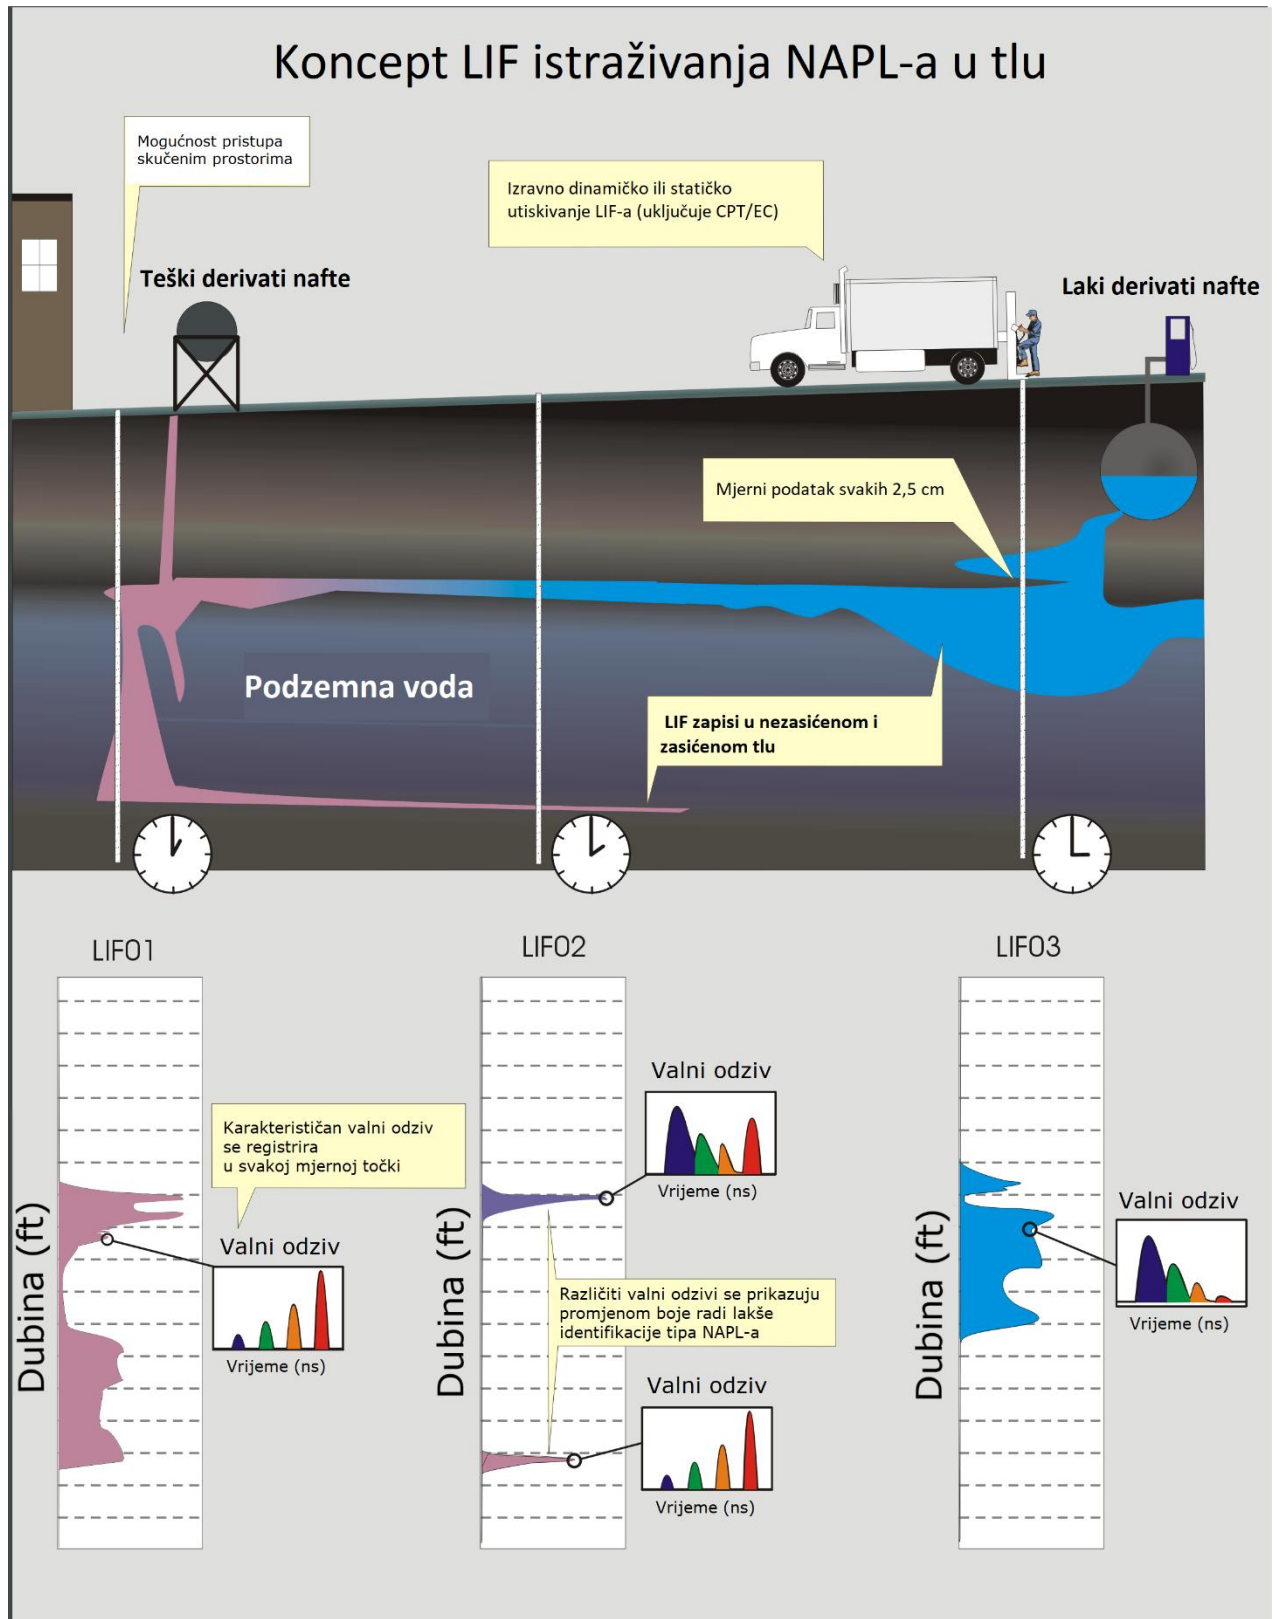 Koncept LIF istraživanja NAPL-a u tlu
Mogućnost pristupa
skučenim prostorima
Izravno dinamičko ili statičko
utiskivanje LIF-a (uključuje CPT/EC)
Teški derivati nafte
Laki derivati nafte
Mjerni podatak svakih 2,5 cm
Podzemna voda
LIF zapisi u nezasićenom i
zasićenom tlu
LIF01
LIF02
LIF03
Dubina (ft)
Karakterističan valni odziv
se registrira
u svakoj mjernoj točki
Valni odziv
Vrijeme (ns)
Dubina (ft)
Valni odziv
Vrijeme (ns)
Različiti valni odzivi se prikazuju
promjenom boje radi lakše
identifikacije tipa NAPL-a
Valni odziv
Vrijeme (ns)
Dubina (ft)
Valni odziv
Vrijeme (ns)